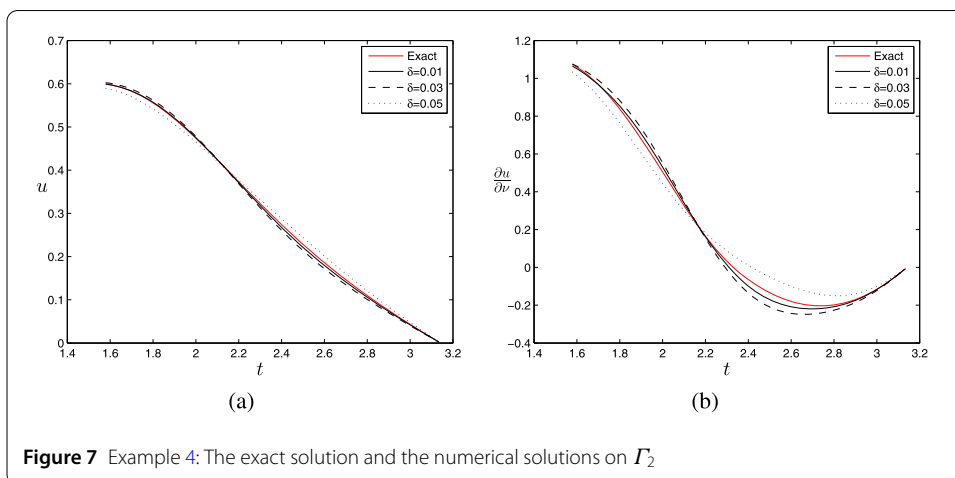 0.7
0.6
0.5
0.4
0.3
0.2
0.1
0
1.4 1.6 1.8 2 2.2 2.4 2.6 2.8 3 3.2
u
t
Exact
δ=0.01
δ=0.03
δ=0.05
(a)
1.2
1
0.8
0.6
0.4
0.2
0
−0.2
−0.4
1.4 1.6 1.8 2 2.2 2.4 2.6 2.8 3 3.2
∂u/∂ν
t
Exact
δ=0.01
δ=0.03
δ=0.05
(b)
Figure 7 Example 4: The exact solution and the numerical solutions on Γ₂